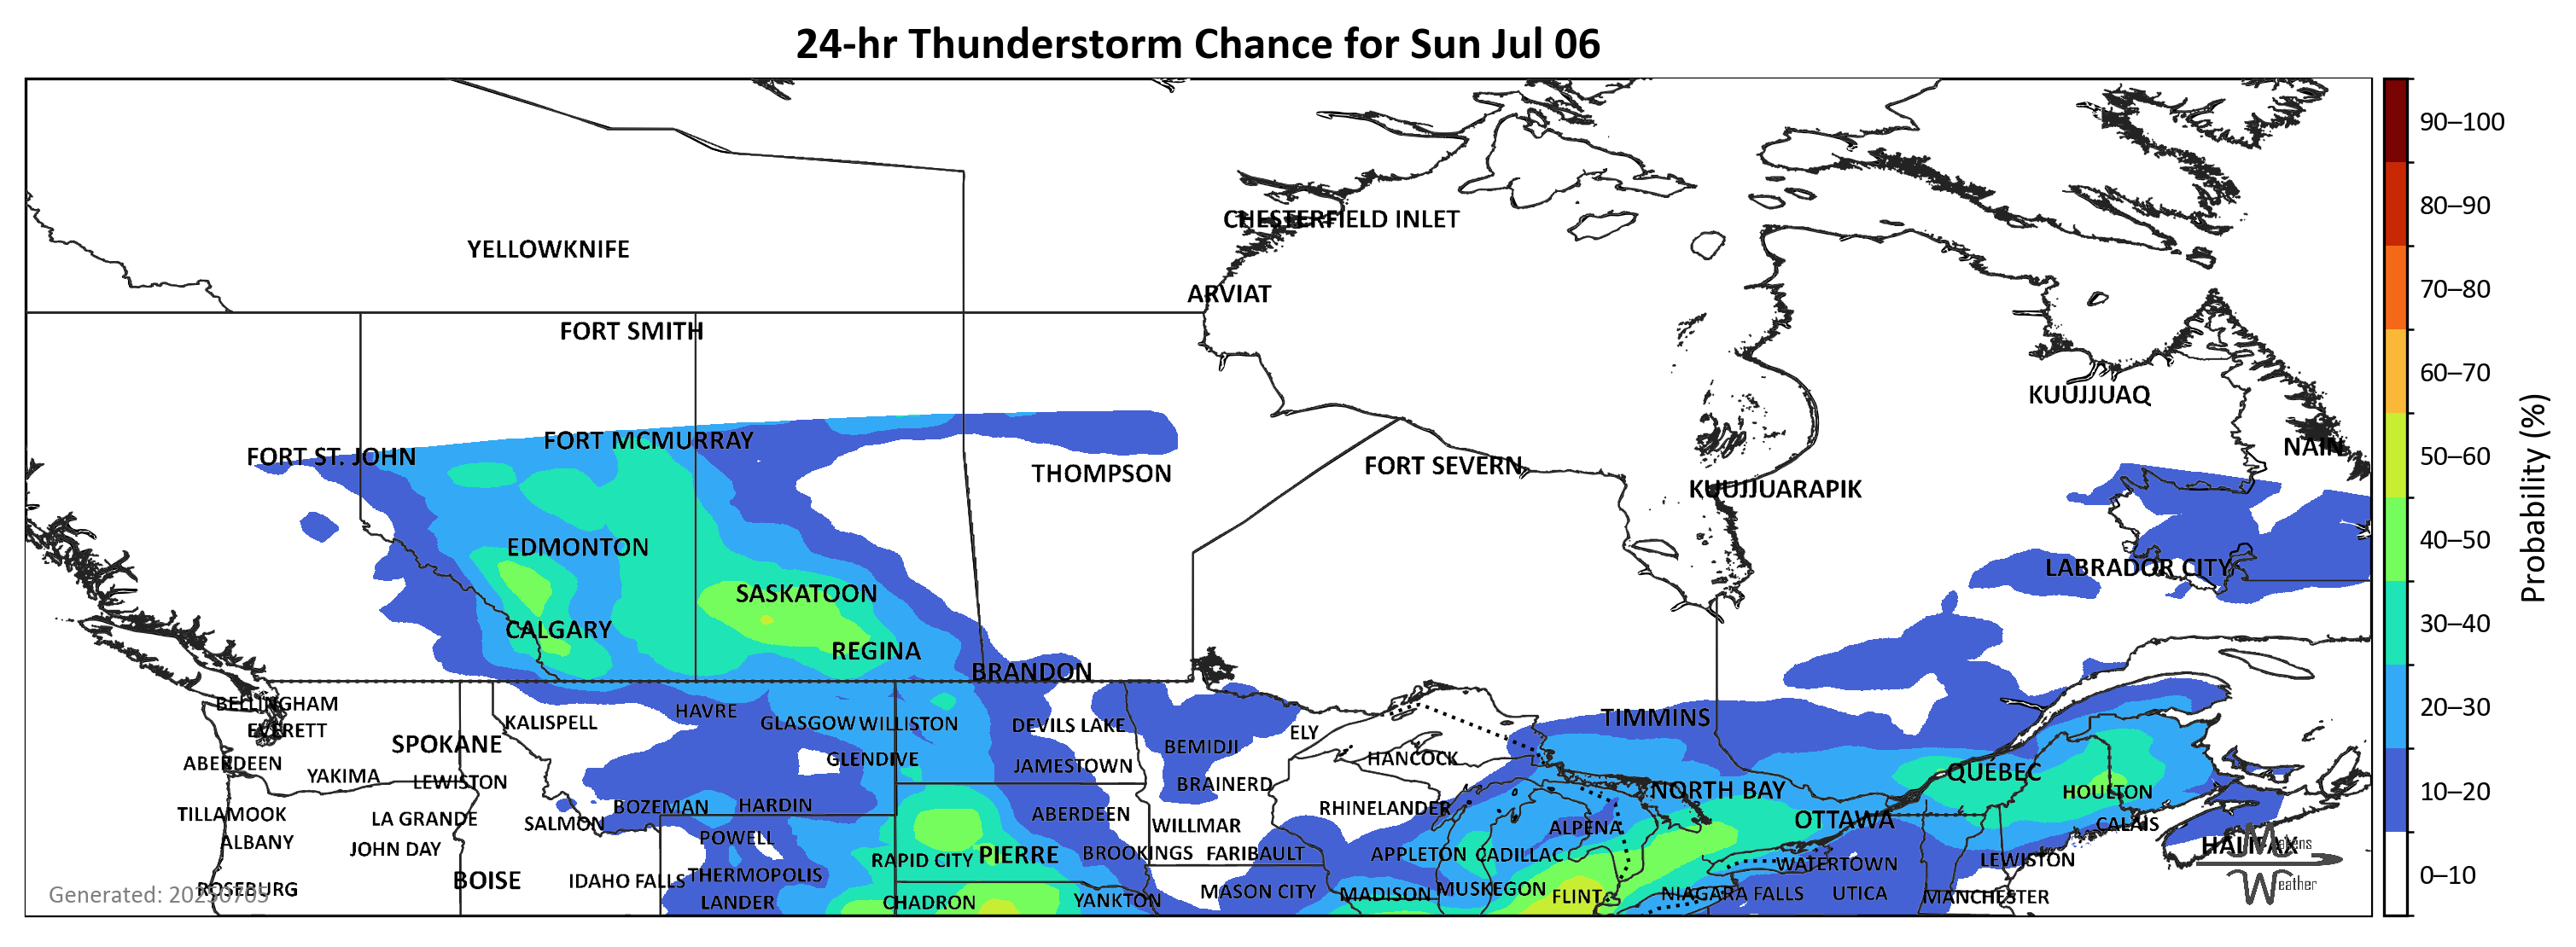 24-hr Thunderstorm Chance for Sun Jul 06
90–100
CHESTERFIELD INLET
80–90
YELLOWKNIFE
ARVIAT
70–80
FORT SMITH
60–70
KUUJJUAQ
FORT MCMURRAY
NAIN
50–60
FORT ST. JOHN
THOMPSON
FORT SEVERN
KUUJJUARAPIK
Probability (%)
EDMONTON
40–50
LABRADOR CITY
SASKATOON
CALGARY
30–40
REGINA
BRANDON
BELLINGHAM
HAVRE
20–30
KALISPELL
GLASGOW
WILLISTON
DEVILS LAKE
TIMMINS
EVERETT
ELY
SPOKANE
BEMIDJI
ABERDEEN
GLENDIVE
JAMESTOWN
HANCOCK
QUÉBEC
YAKIMA
LEWISTON
BRAINERD
NORTH BAY
HOULTON
10–20
BOZEMAN
HARDIN
RHINELANDER
TILLAMOOK
LA GRANDE
SALMON
ABERDEEN
WILLMAR
ALPENA
OTTAWA
CALAIS
ALBANY
JOHN DAY
POWELL
RAPID CITY
PIERRE
BROOKINGS
FARIBAULT
APPLETON
CADILLAC
WATERTOWN
LEWISTON
HALIFAX
Matens
Weather
ROSEBURG
BOISE
IDAHO FALLS
THERMOPOLIS
0–10
Generated: 20250705
LANDER
CHADRON
YANKTON
MASON CITY
MADISON
MUSKEGON
FLINT
NIAGARA FALLS
UTICA
MANCHESTER